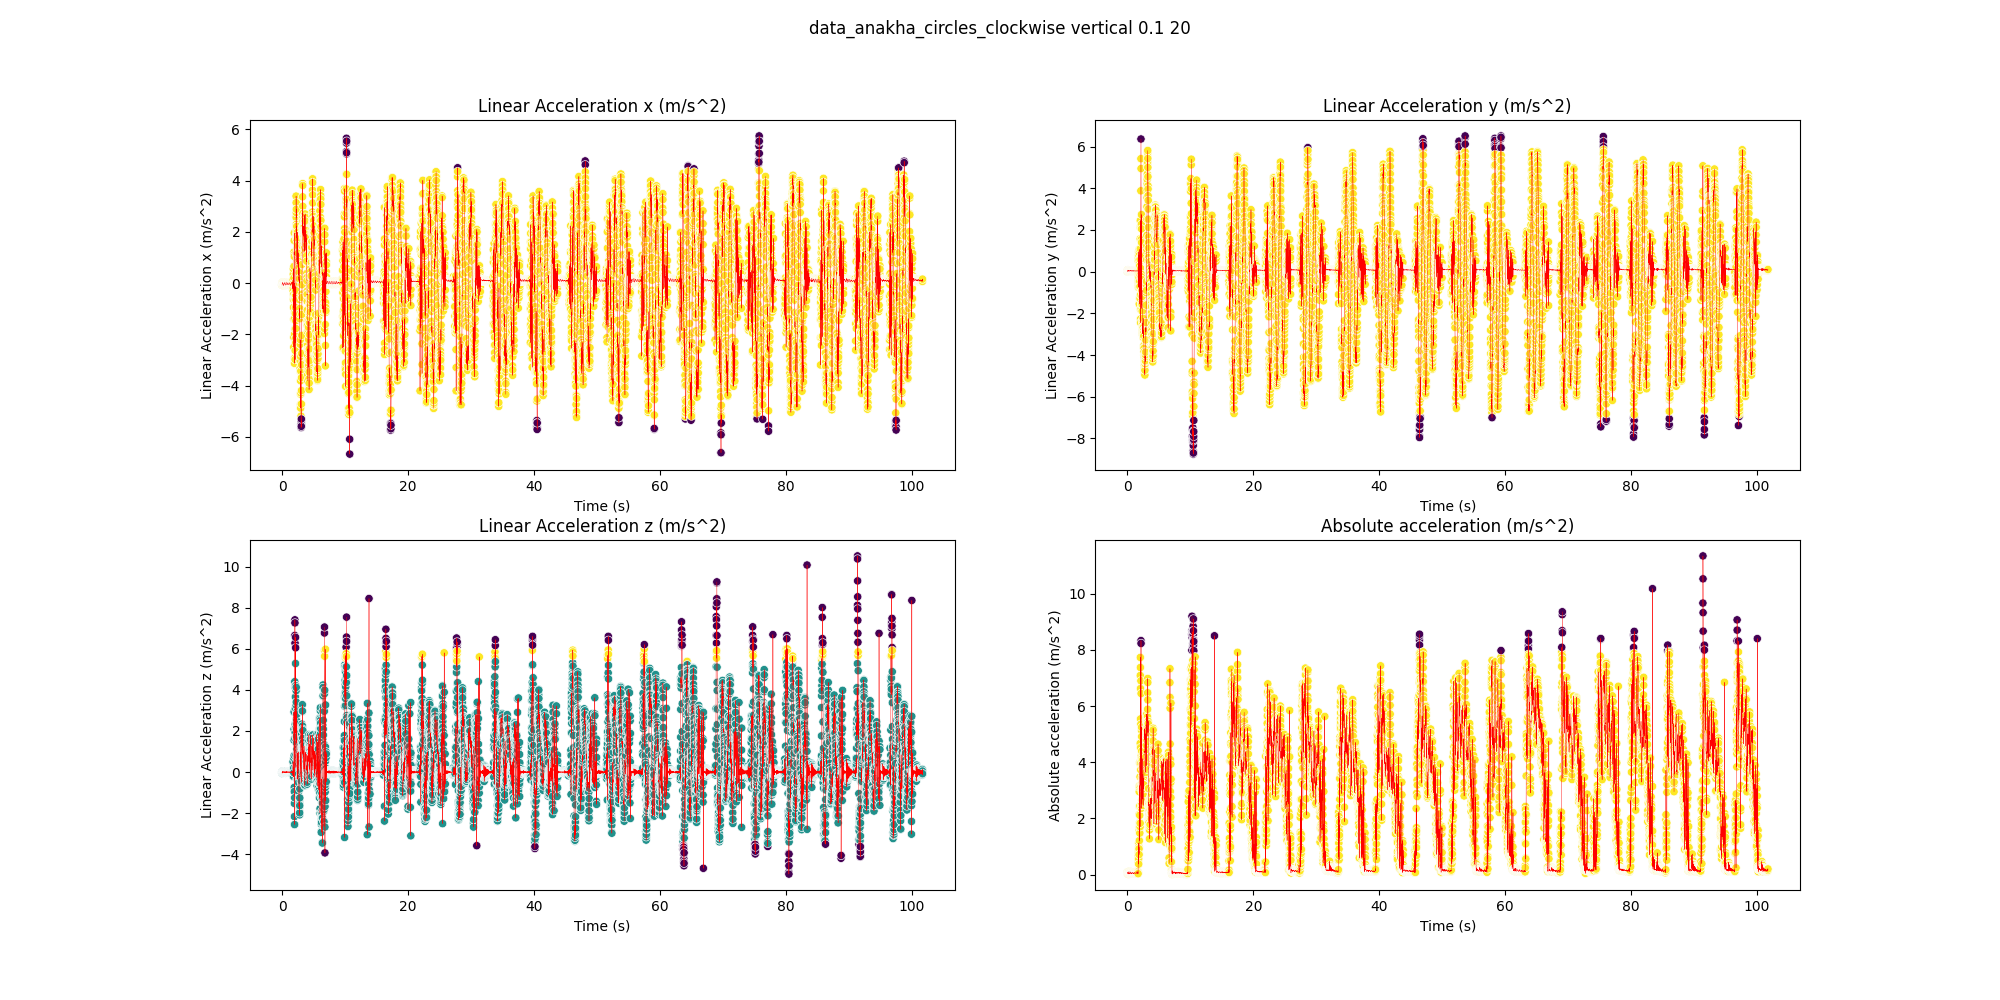 data_anakha_circles_clockwise vertical 0.1 20
Linear Acceleration x (m/s^2)
Linear Acceleration x (m/s^2)
6
4
2
0
−2
−4
−6
0 20 40 60 80 100
Time (s)
Linear Acceleration y (m/s^2)
Linear Acceleration y (m/s^2)
6
4
2
0
−2
−4
−6
−8
0 20 40 60 80 100
Time (s)
Linear Acceleration z (m/s^2)
Linear Acceleration z (m/s^2)
10
8
6
4
2
0
−2
−4
0 20 40 60 80 100
Time (s)
Absolute acceleration (m/s^2)
Absolute acceleration (m/s^2)
10
8
6
4
2
0
0 20 40 60 80 100
Time (s)